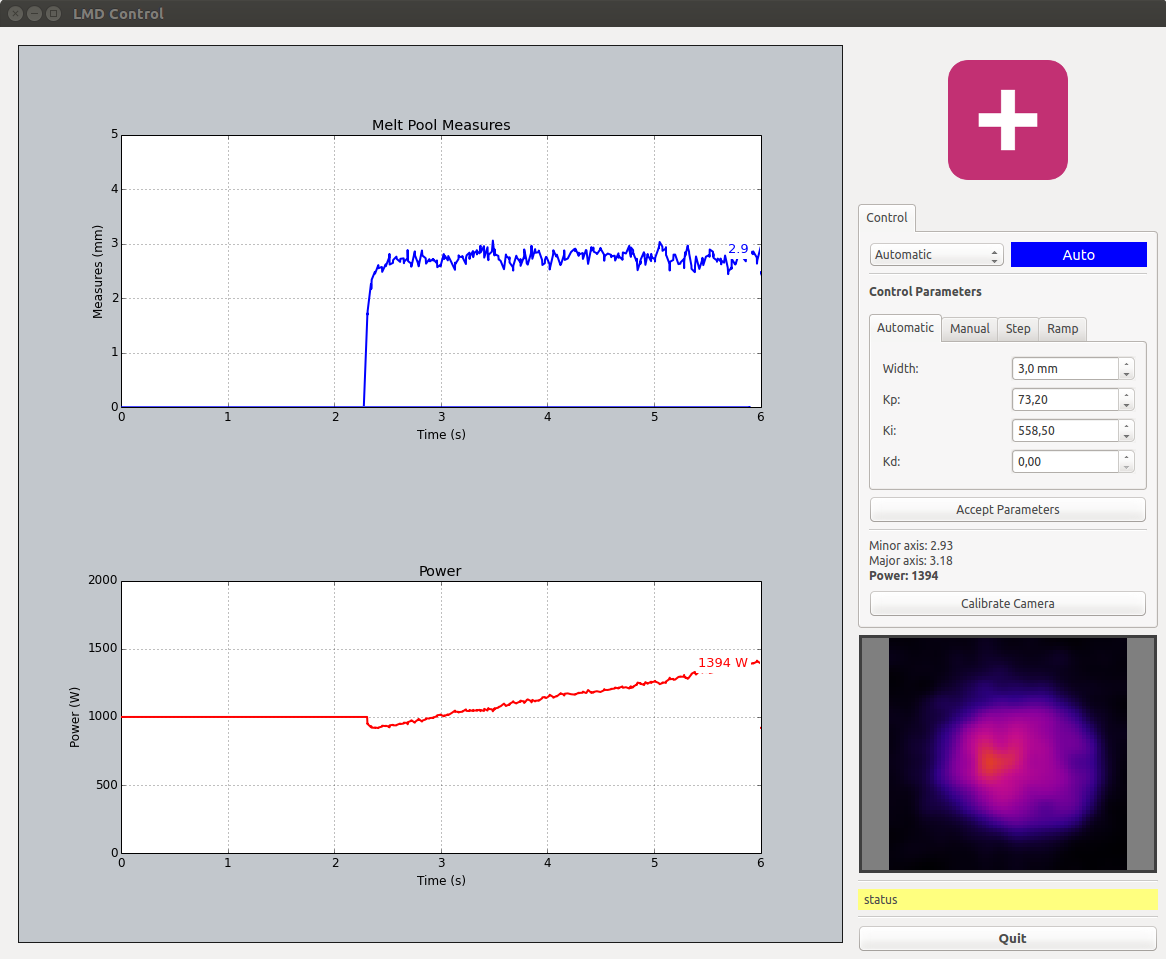 LMD Control
Melt Pool Measures
5
4
3
2
1
0
Measures (mm)
2.9
0 1 2 3 4 5 6
Time (s)
Power
2000
1500
1000
500
0
Power (W)
1394 W
0 1 2 3 4 5 6
Time (s)
Control
Automatic Auto
Control Parameters
Automatic Manual Step Ramp
Width: 3,0 mm
Kp: 73,20
Ki: 558,50
Kd: 0,00
Accept Parameters
Minor axis: 2.93
Major axis: 3.18
Power: 1394
Calibrate Camera
status
Quit